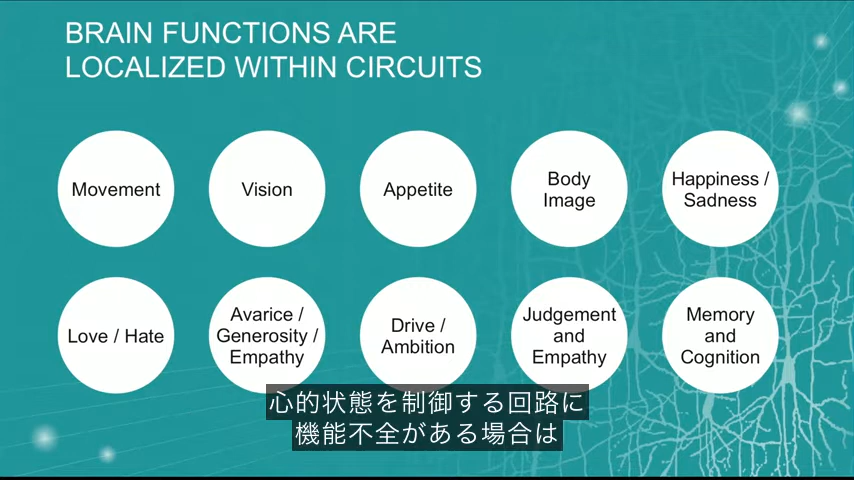 BRAIN FUNCTIONS ARE
LOCALIZED WITHIN CIRCUITS
Movement
Vision
Appetite
Body
Image
Happiness /
Sadness
Love / Hate
Avarice /
Generosity /
Empathy
Drive /
Ambition
Judgement
and
Empathy
Memory
and
Cognition
心的状態を制御する回路に
機能不全がある場合は